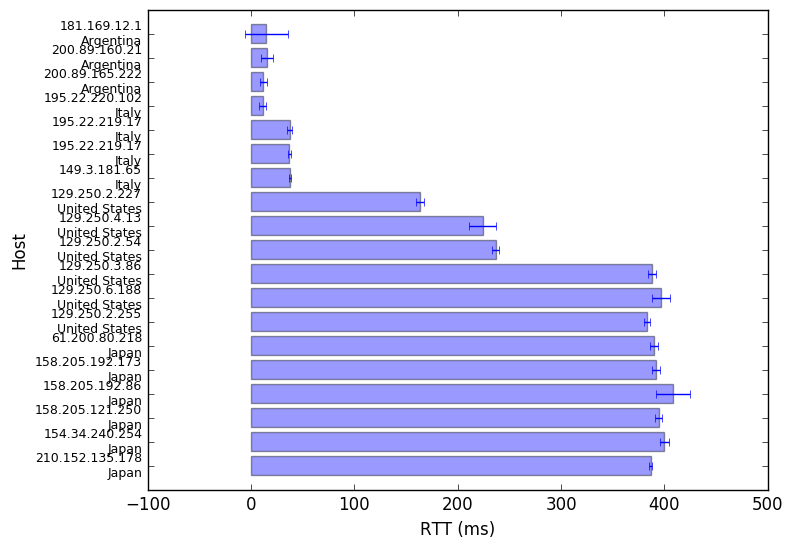 181.169.12.1
Argentina
200.89.160.21
Argentina
200.89.165.222
Argentina
195.22.220.102
Italy
195.22.219.17
Italy
195.22.219.17
Italy
149.3.181.65
Italy
129.250.2.227
United States
129.250.4.13
United States
129.250.2.54
United States
129.250.3.86
United States
129.250.6.188
United States
129.250.2.255
United States
61.200.80.218
Japan
158.205.192.173
Japan
158.205.192.86
Japan
158.205.121.250
Japan
154.34.240.254
Japan
210.152.135.178
Japan
Host
−100 0 100 200 300 400 500
RTT (ms)